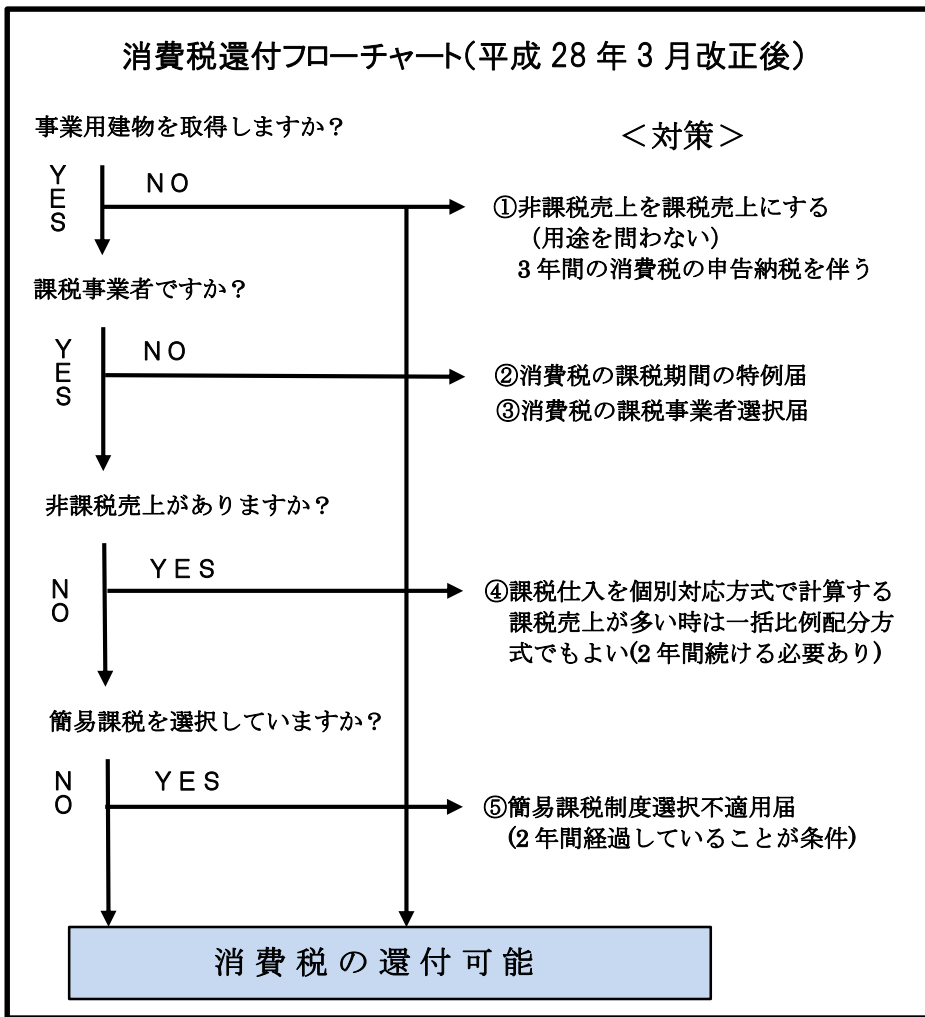 消費税還付フローチャート(平成 28 年 3 月改正後)
事業用建物を取得しますか?
<対策>
YES
NO
①非課税売上を課税売上にする
(用途を問わない)
3 年間の消費税の申告納税を伴う
課税事業者ですか?
YES
NO
②消費税の課税期間の特例届
③消費税の課税事業者選択届
非課税売上がありますか?
NO
YES
④課税仕入を個別対応方式で計算する
課税売上が多い時は一括比例配分方
式でもよい(2 年間続ける必要あり)
簡易課税を選択していますか?
NO
YES
⑤簡易課税制度選択不適用届
(2 年間経過していることが条件)
消費税の還付可能